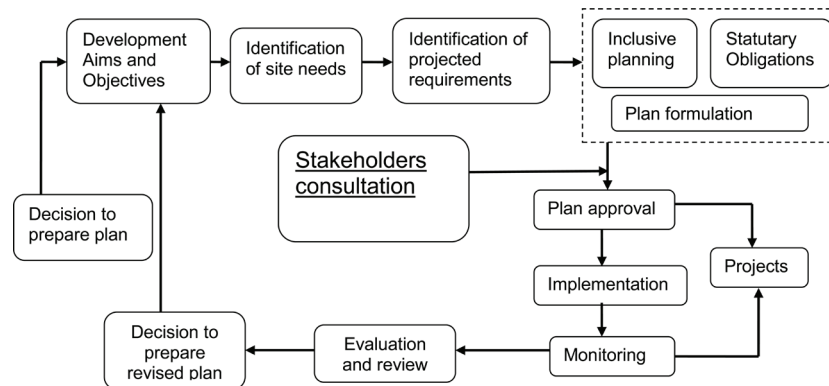 Development
Aims and
Objectives
Identification
of site needs
Identification of
projected
requirements
Inclusive
planning
Statutary
Obligations
Plan formulation
Stakeholders
consultation
Decision to
prepare plan
Plan approval
Projects
Implementation
Decision to
prepare
revised plan
Evaluation
and review
Monitoring